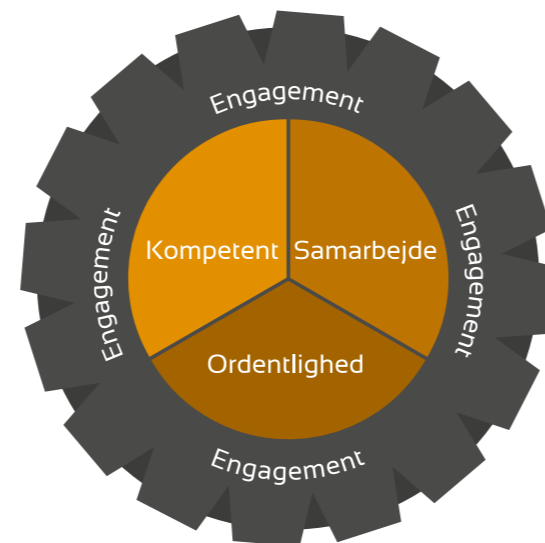 Engagement
Kompetent
Samarbejde
Engagement
Engagement
Ordentlighed
Engagement